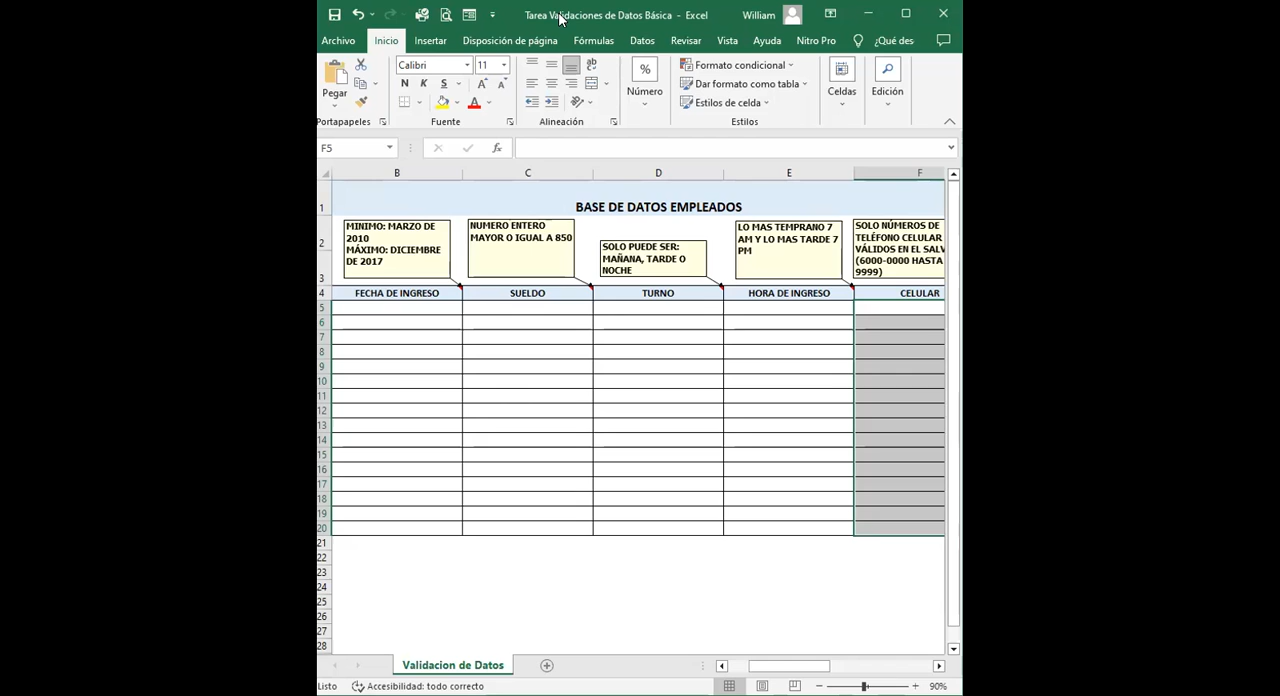 Tarea Validaciones de Datos Básica - Excel
William
Archivo Inicio Insertar Disposición de página Fórmulas Datos Revisar Vista Ayuda Nitro Pro ¿Qué des
Pegar
Portapapeles
Calibri 11
N K S
Fuente
Alineación
%
Número
Formato condicional
Dar formato como tabla
Estilos de celda
Estilos
Celdas
Edición
F5
fx
B C D E F
1 BASE DE DATOS EMPLEADOS
2
3
MINIMO: MARZO DE
2010
MÁXIMO: DICIEMBRE
DE 2017
NUMERO ENTERO
MAYOR O IGUAL A 850
SOLO PUEDE SER:
MAÑANA, TARDE O
NOCHE
LO MAS TEMPRANO 7
AM Y LO MAS TARDE 7
PM
SOLO NÚMEROS DE
TELÉFONO CELULAR
VÁLIDOS EN EL SALV
(6000-0000 HASTA
9999)
4 FECHA DE INGRESO SUELDO TURNO HORA DE INGRESO CELULAR
5
6
7
8
9
10
11
12
13
14
15
16
17
18
19
20
21
22
23
24
25
26
27
28
Validacion de Datos
Listo Accesibilidad: todo correcto 90%